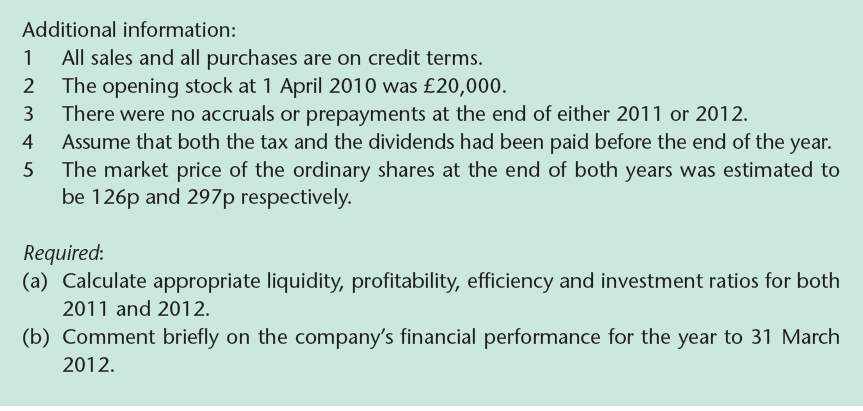 Additional information:
1 All sales and all purchases are on credit terms.
2 The opening stock at 1 April 2010 was £20,000.
3 There were no accruals or prepayments at the end of either 2011 or 2012.
4 Assume that both the tax and the dividends had been paid before the end of the year.
5 The market price of the ordinary shares at the end of both years was estimated to
be 126p and 297p respectively.
Required:
(a) Calculate appropriate liquidity, profitability, efficiency and investment ratios for both
2011 and 2012.
(b) Comment briefly on the company's financial performance for the year to 31 March
2012.